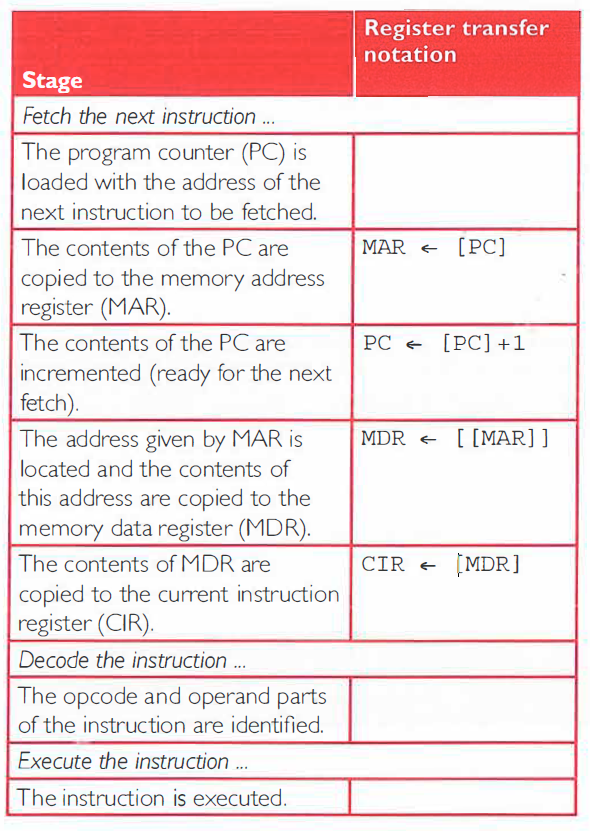 Stage
Register transfer
notation
Fetch the next instruction ...
The program counter (PC) is
loaded with the address of the
next instruction to be fetched.
The contents of the PC are
copied to the memory address
register (MAR).
MAR ← [PC]
The contents of the PC are
incremented (ready for the next
fetch).
PC ← [PC]+1
The address given by MAR is
located and the contents of
this address are copied to the
memory data register (MDR).
MDR ← [[MAR]]
The contents of MDR are
copied to the current instruction
register (CIR).
CIR ← [MDR]
Decode the instruction ...
The opcode and operand parts
of the instruction are identified.
Execute the instruction ...
The instruction is executed.